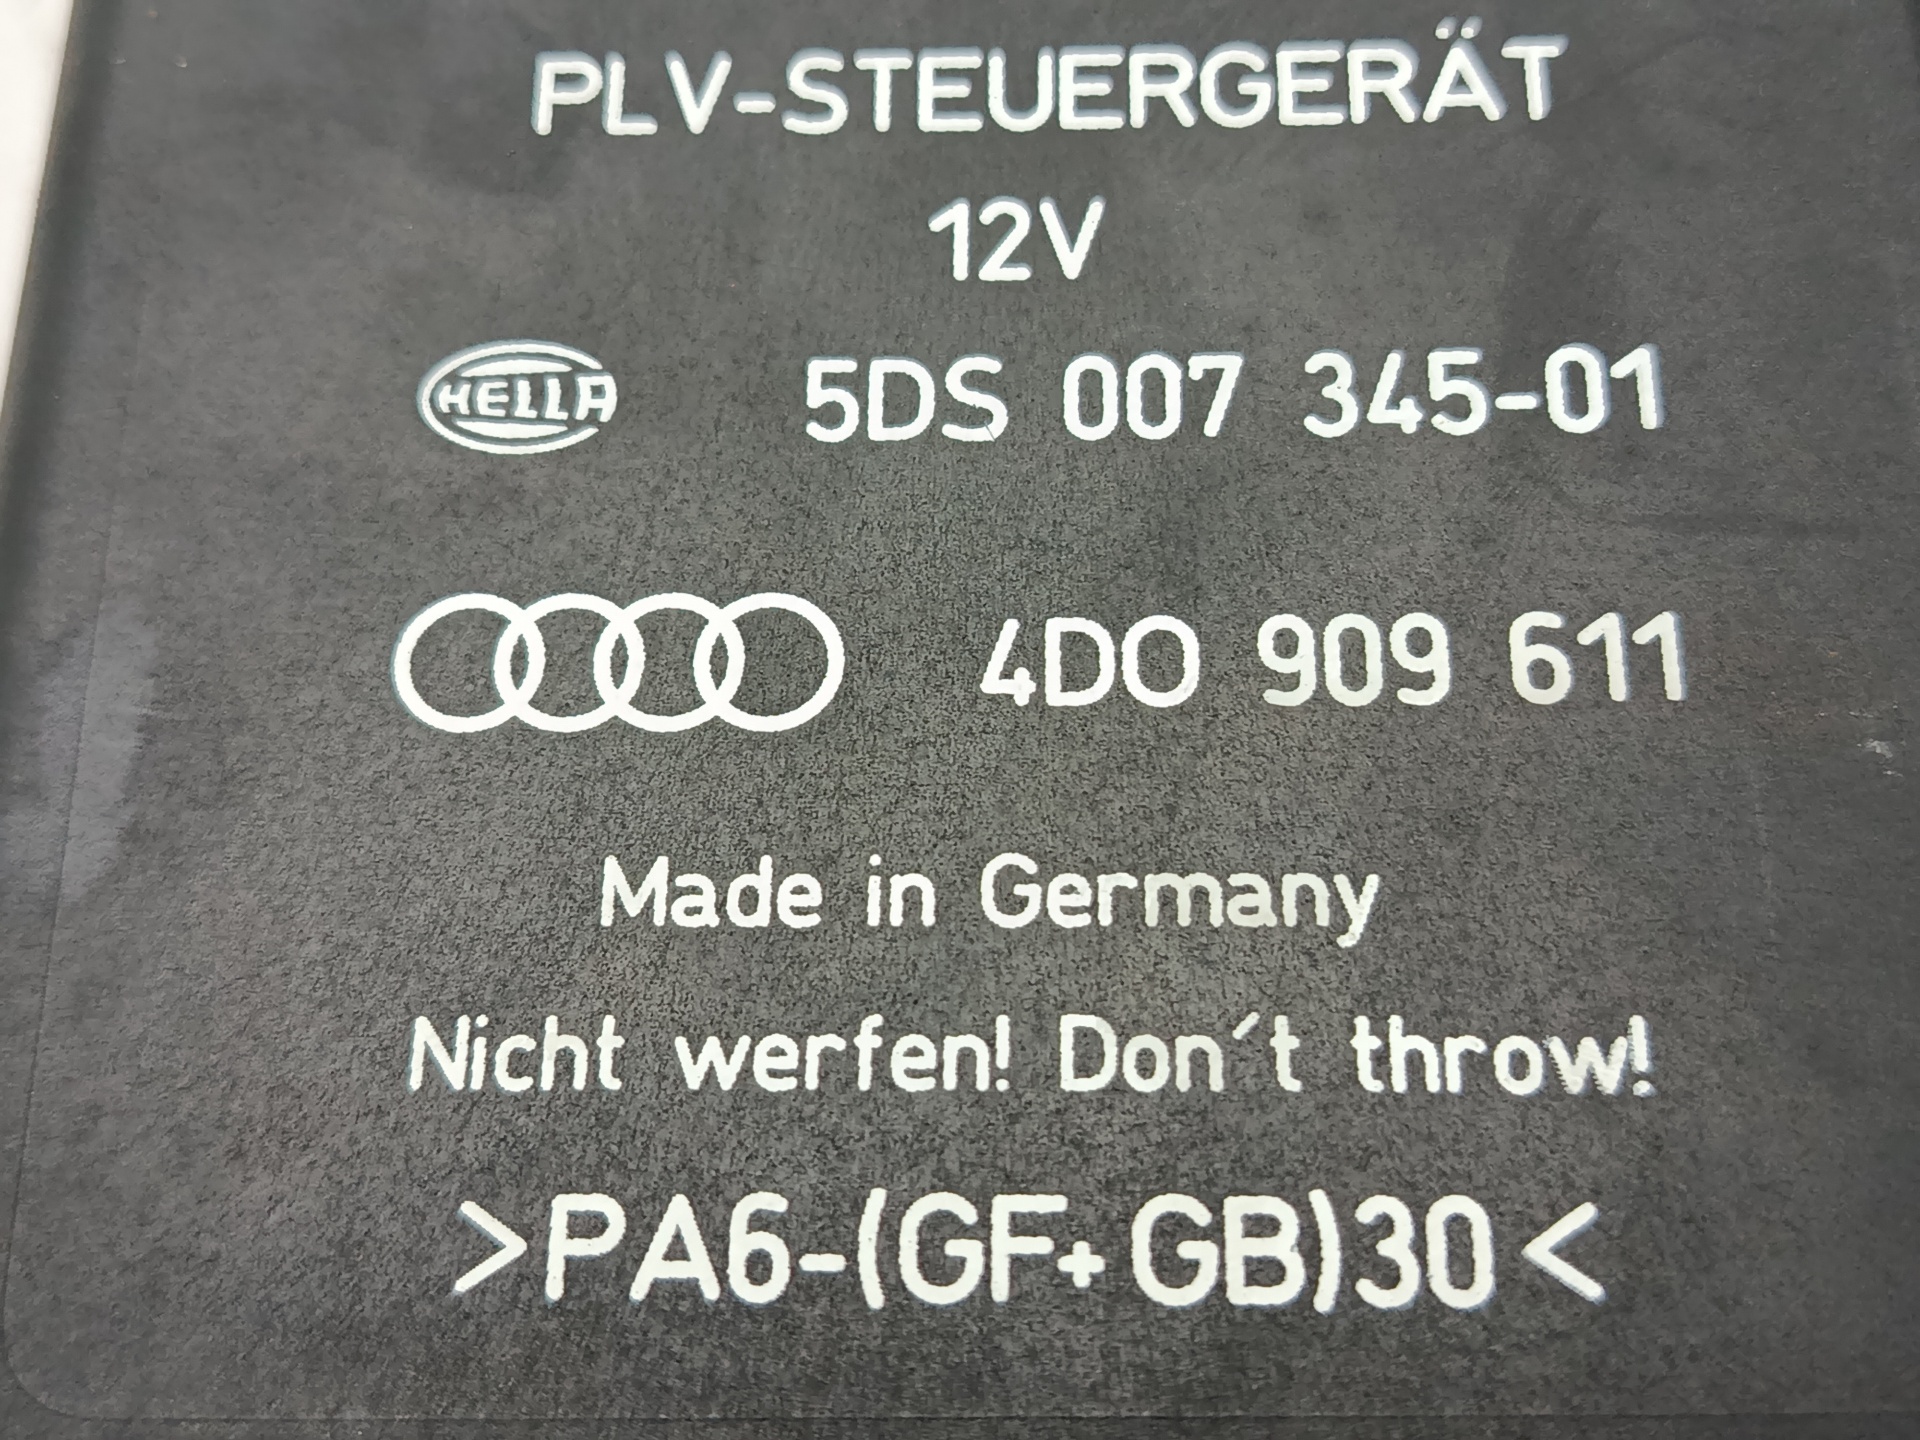 PLV-STEUERGERÄT
12V
HELLA 5DS 007 345-01
4DO 909 611
Made in Germany
Nicht werfen! Don´t throw!
>PA6-(GF+GB)30<